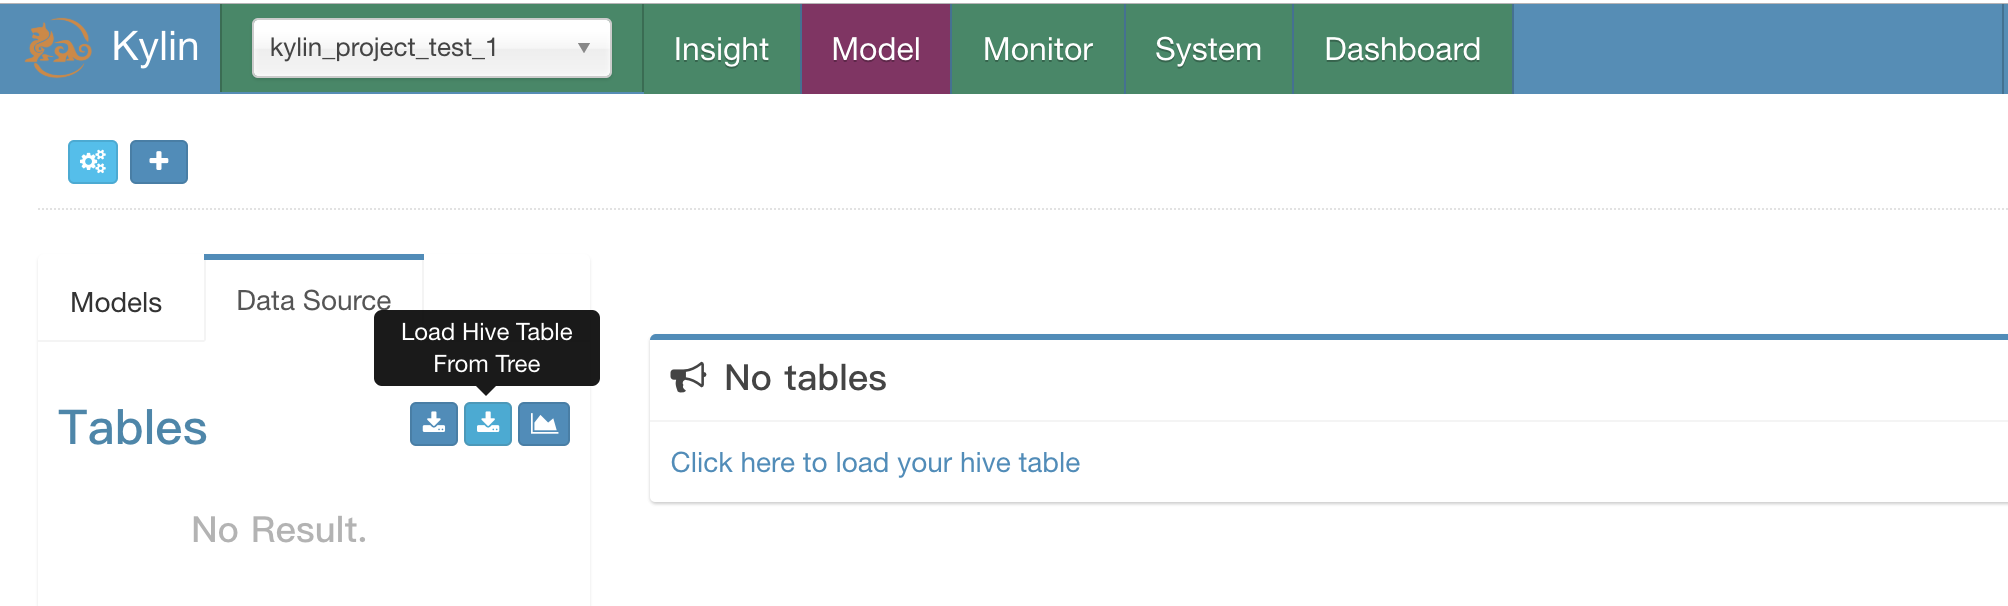 Kylin
kylin_project_test_1
Insight
Model
Monitor
System
Dashboard
Models
Data Source
Load Hive Table
From Tree
Tables
No Result.
No tables
Click here to load your hive table